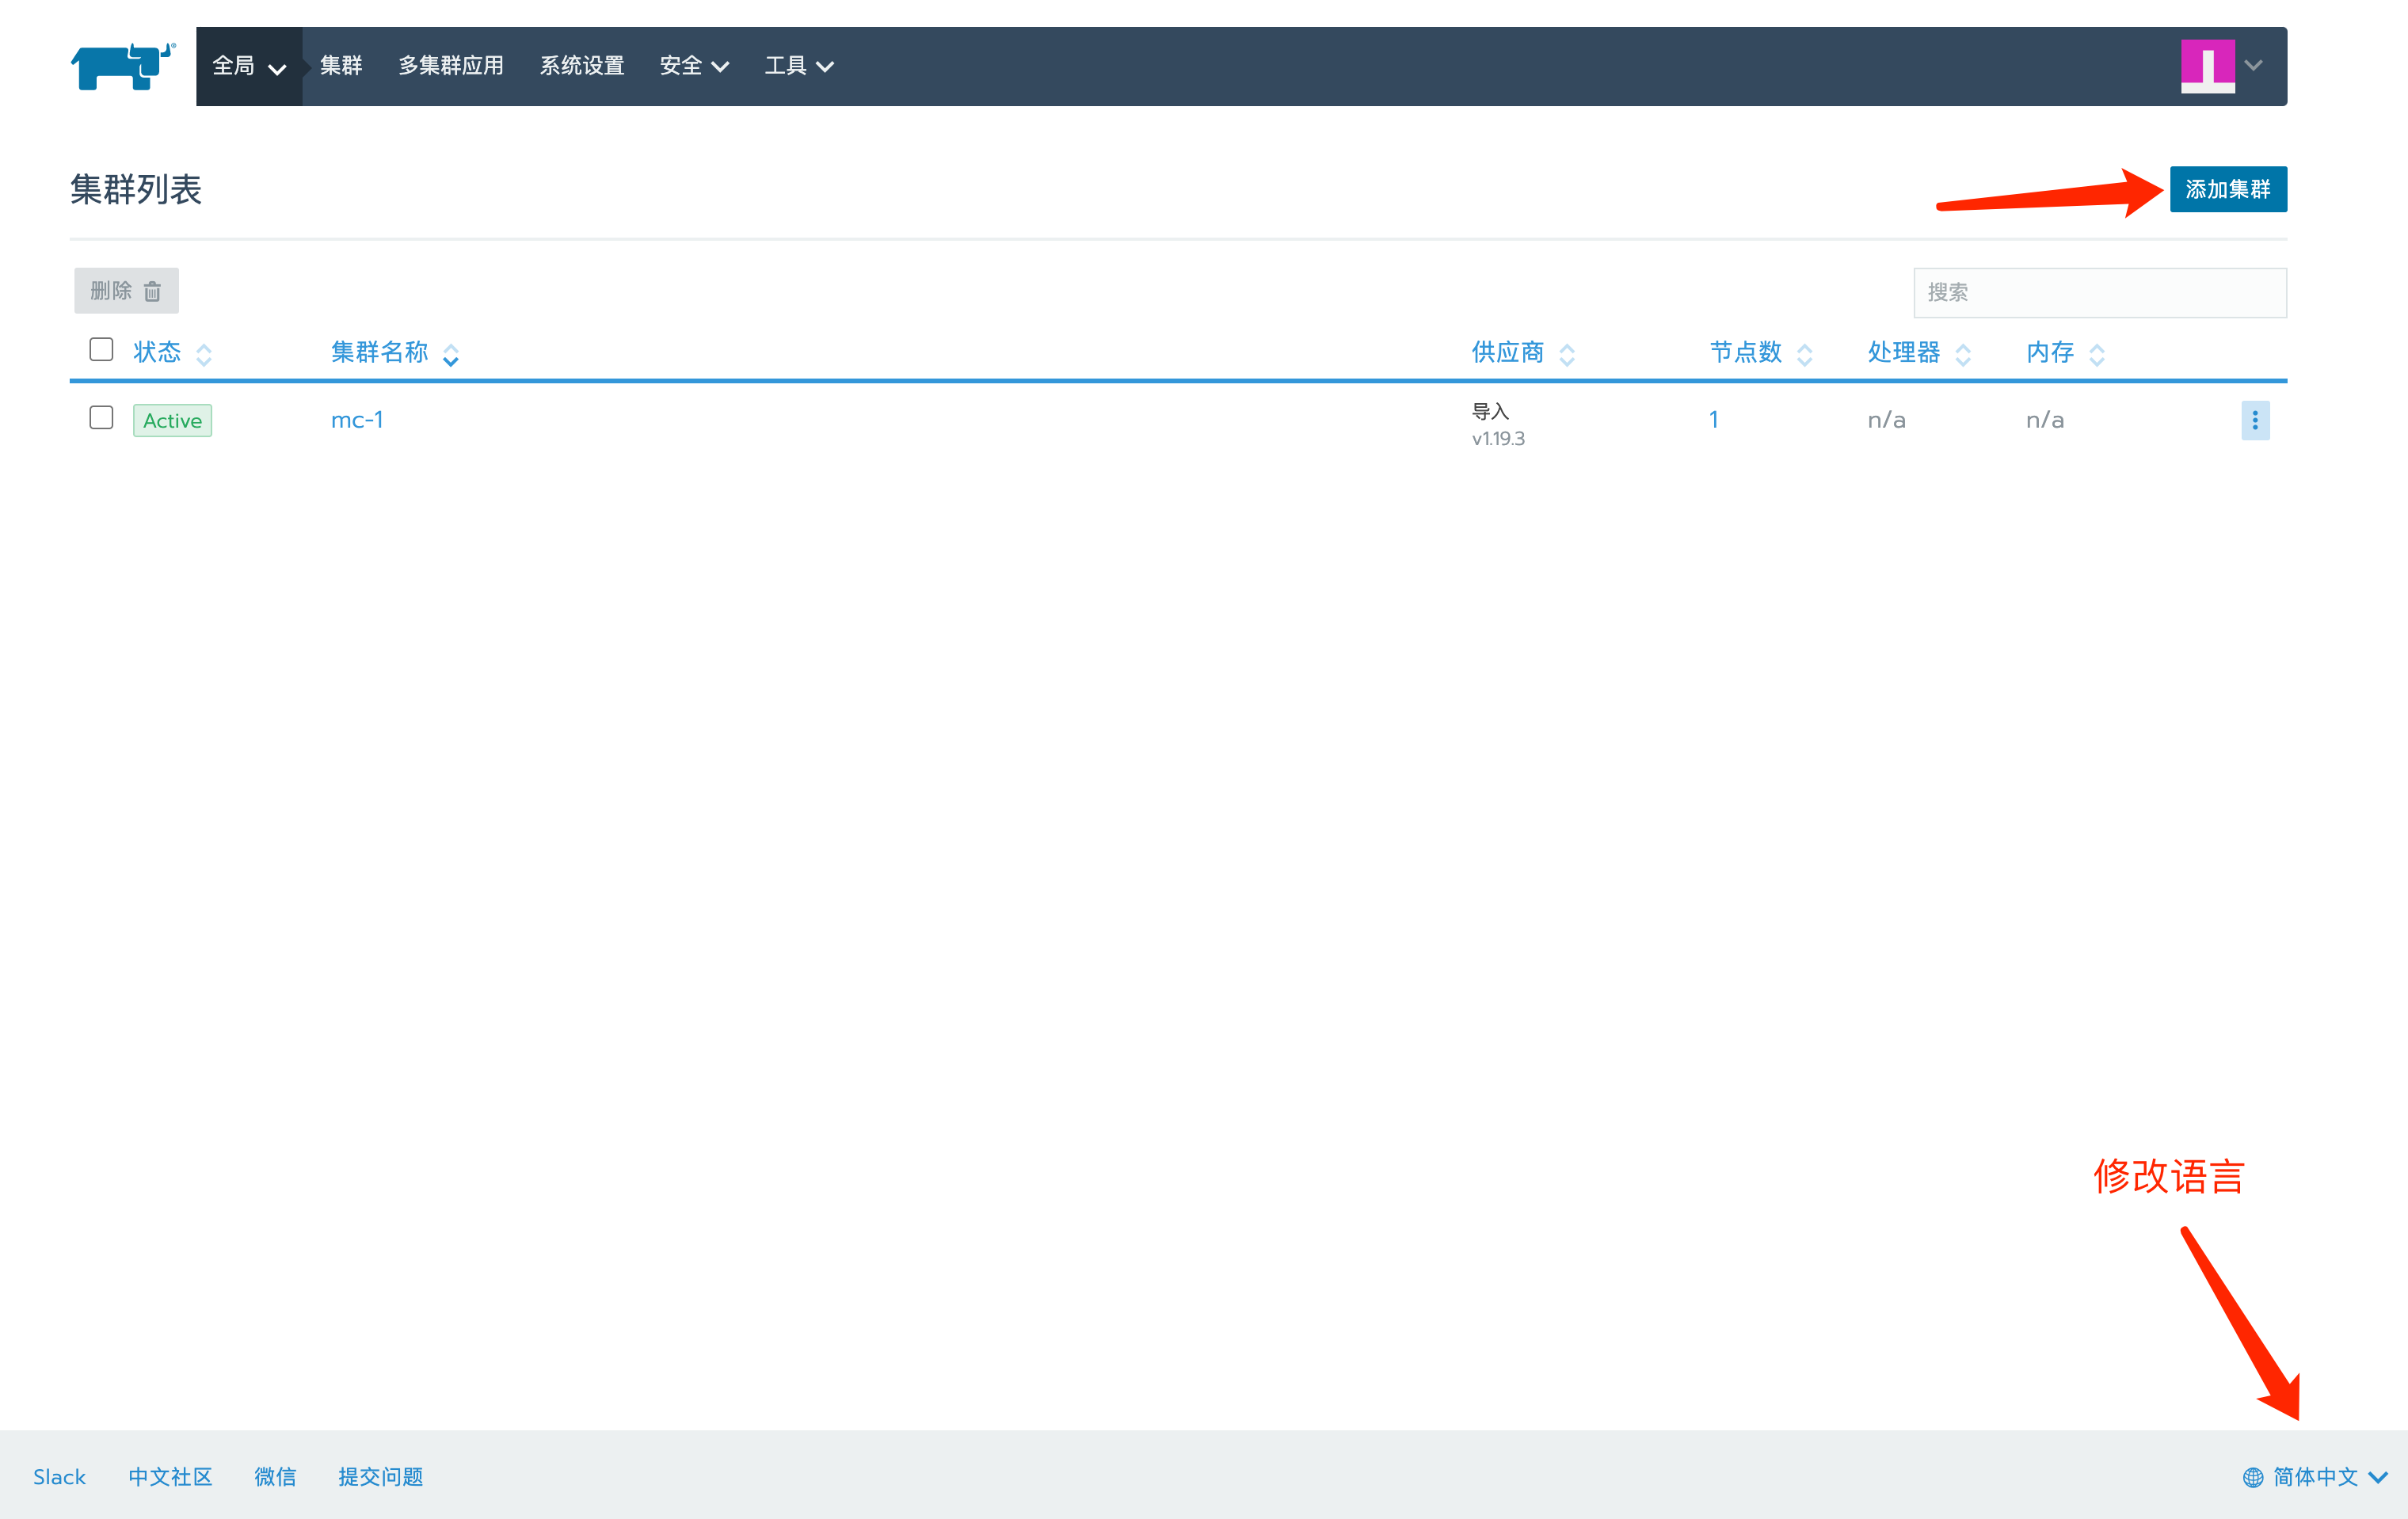 全局 集群 多集群应用 系统设置 安全 工具
集群列表 添加集群
删除 搜索
状态 集群名称 供应商 节点数 处理器 内存
Active mc-1 导入 1 n/a n/a
v1.19.3
修改语言
Slack 中文社区 微信 提交问题 简体中文